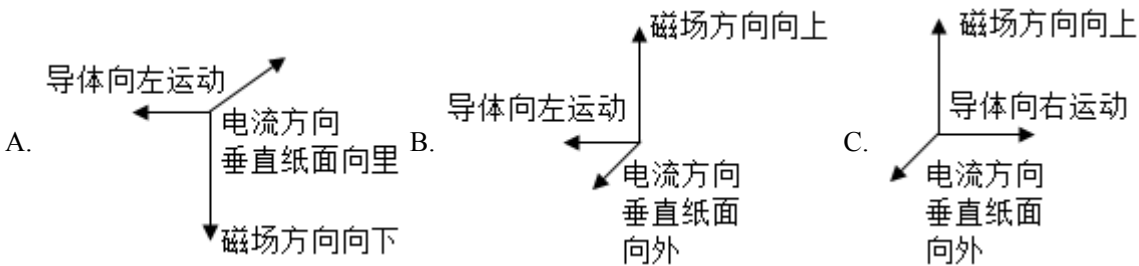 A.
导体向左运动
电流方向
垂直纸面向里
磁场方向向下
B.
磁场方向向上
导体向左运动
电流方向
垂直纸面
向外
C.
磁场方向向上
导体向右运动
电流方向
垂直纸面
向外